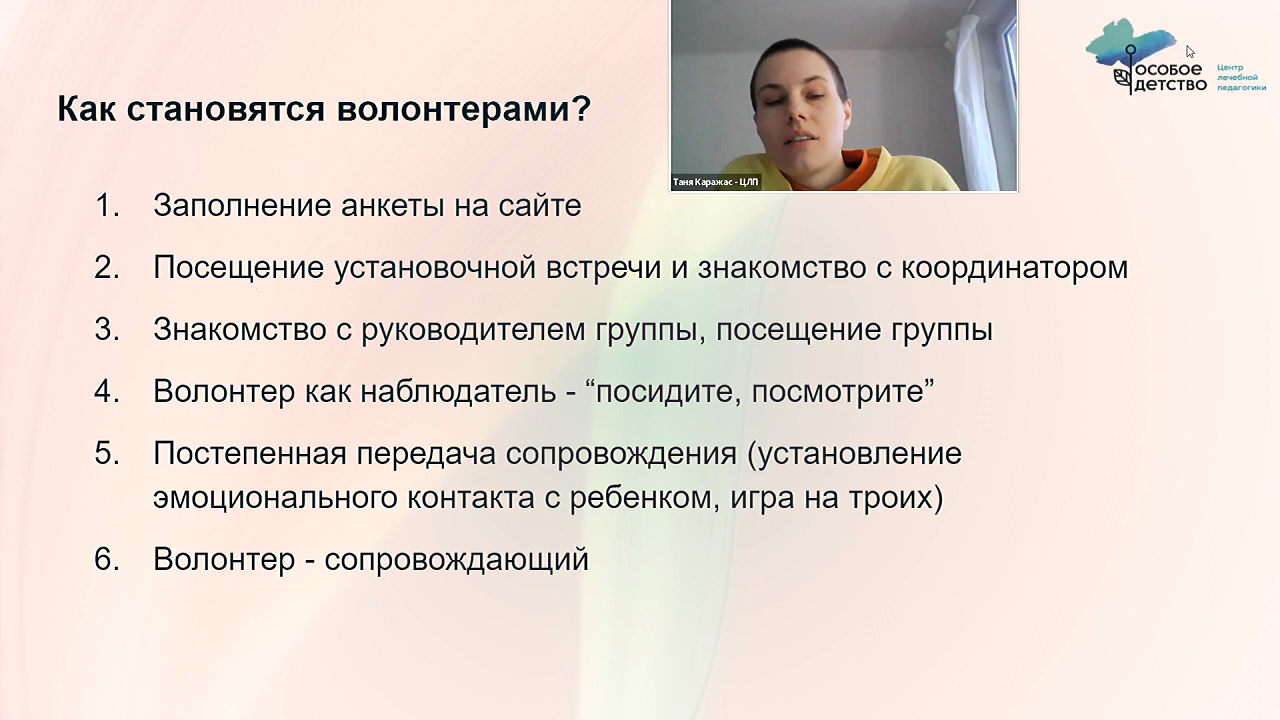 Как становятся волонтерами?
Таня Каражас - ЦЛП
особое
детство
Центр
лечебной
педагогики
1. Заполнение анкеты на сайте
2. Посещение установочной встречи и знакомство с координатором
3. Знакомство с руководителем группы, посещение группы
4. Волонтер как наблюдатель - “посидите, посмотрите”
5. Постепенная передача сопровождения (установление
эмоционального контакта с ребенком, игра на троих)
6. Волонтер - сопровождающий